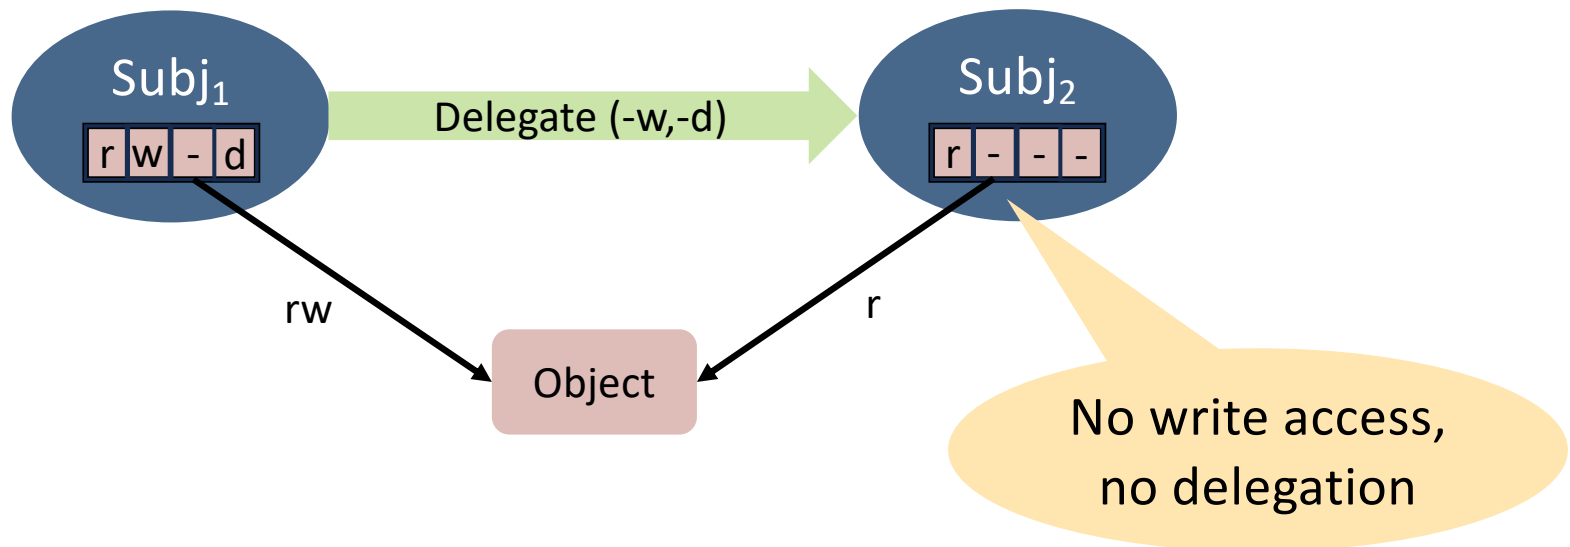 Subj₁
r w - d
Delegate (-w,-d)
Subj₂
r - - -
rw
r
Object
No write access,
no delegation